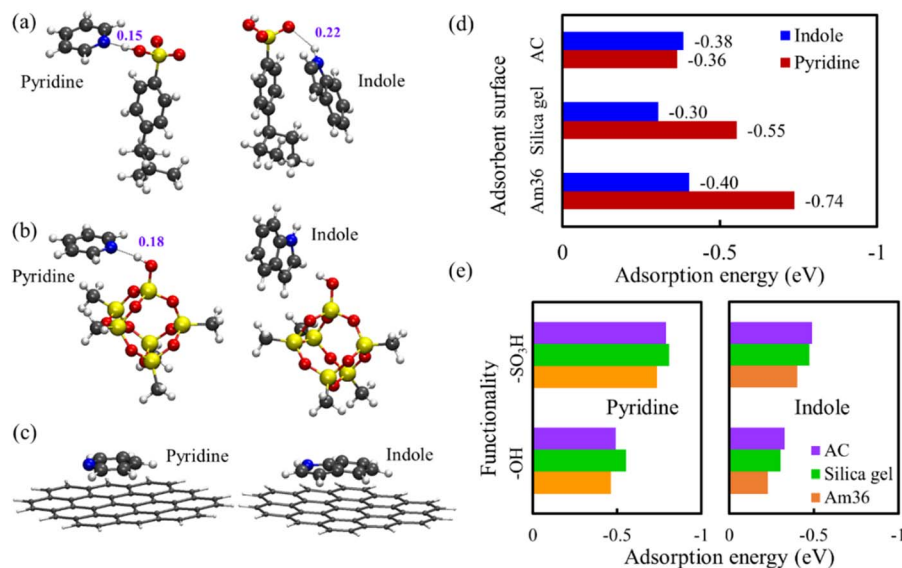 (a)
0.15
Pyridine
0.22
Indole
(b)
0.18
Pyridine
Indole
(c)
Pyridine
Indole
(d)
Adsorbent surface
AC
Silica gel
Am36
Indole
Pyridine
-0.38
-0.36
-0.30
-0.55
-0.40
-0.74
0 -0.5 -1
Adsorption energy (eV)
(e)
Functionality
-SO₃H
-OH
Pyridine
Indole
AC
Silica gel
Am36
0 -0.5 -1 0 -0.5 -1
Adsorption energy (eV)